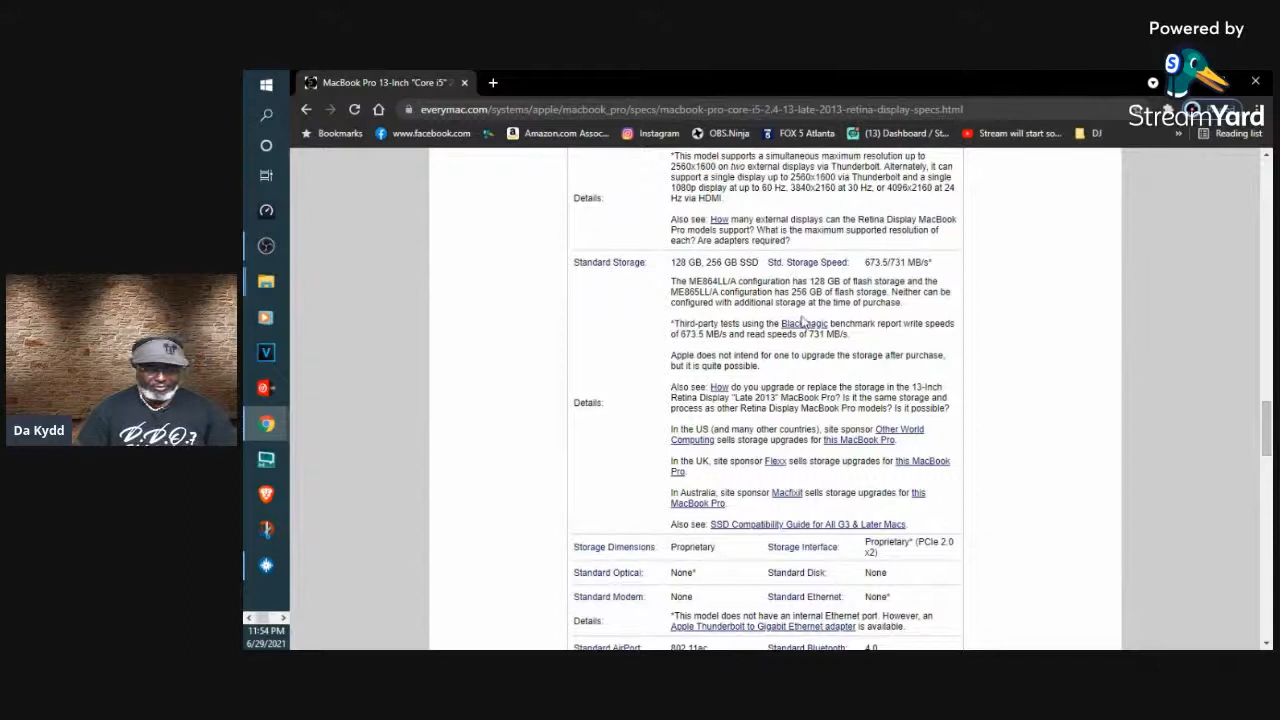 Powered by
StreamYard
MacBook Pro 13-Inch "Core i5"
everymac.com/systems/apple/macbook_pro/specs/macbook-pro-core-i5-2.4-13-late-2013-retina-display-specs.html
Bookmarks
www.facebook.com
Amazon.com Assoc...
Instagram
OBS.Ninja
FOX 5 Atlanta
(13) Dashboard / St...
Stream will start so...
DJ
Reading list
*This model supports a simultaneous maximum resolution up to
2560x1600 on two external displays via Thunderbolt. Alternately, it can
support a single display up to 2560x1600 via Thunderbolt and a single
1080p display at up to 60 Hz, 3840x2160 at 30 Hz, or 4096x2160 at 24
Hz via HDMI.
Details:
Also see: How many external displays can the Retina Display MacBook
Pro models support? What is the maximum supported resolution of
each? Are adapters required?
Standard Storage: 128 GB, 256 GB SSD Std. Storage Speed: 673.5/731 MB/s*
The ME864LL/A configuration has 128 GB of flash storage and the
ME865LL/A configuration has 256 GB of flash storage. Neither can be
configured with additional storage at the time of purchase.
*Third-party tests using the Blackmagic benchmark report write speeds
of 673.5 MB/s and read speeds of 731 MB/s.
Apple does not intend for one to upgrade the storage after purchase,
but it is quite possible.
Also see: How do you upgrade or replace the storage in the 13-Inch
Retina Display "Late 2013" MacBook Pro? Is it the same storage and
process as other Retina Display MacBook Pro models? Is it possible?
Details:
In the US (and many other countries), site sponsor Other World
Computing sells storage upgrades for this MacBook Pro.
In the UK, site sponsor Flexx sells storage upgrades for this MacBook
Pro.
In Australia, site sponsor Macfixit sells storage upgrades for this
MacBook Pro.
Also see: SSD Compatibility Guide for All G3 & Later Macs.
Storage Dimensions: Proprietary Storage Interface: Proprietary* (PCIe 2.0
x2)
Standard Optical: None* Standard Disk: None
Standard Modem: None Standard Ethernet: None*
*This model does not have an internal Ethernet port. However, an
Details:
Apple Thunderbolt to Gigabit Ethernet adapter is available.
Standard AirPort: 802.11ac Standard Bluetooth: 4.0
Da Kydd
11:54 PM
6/29/2021